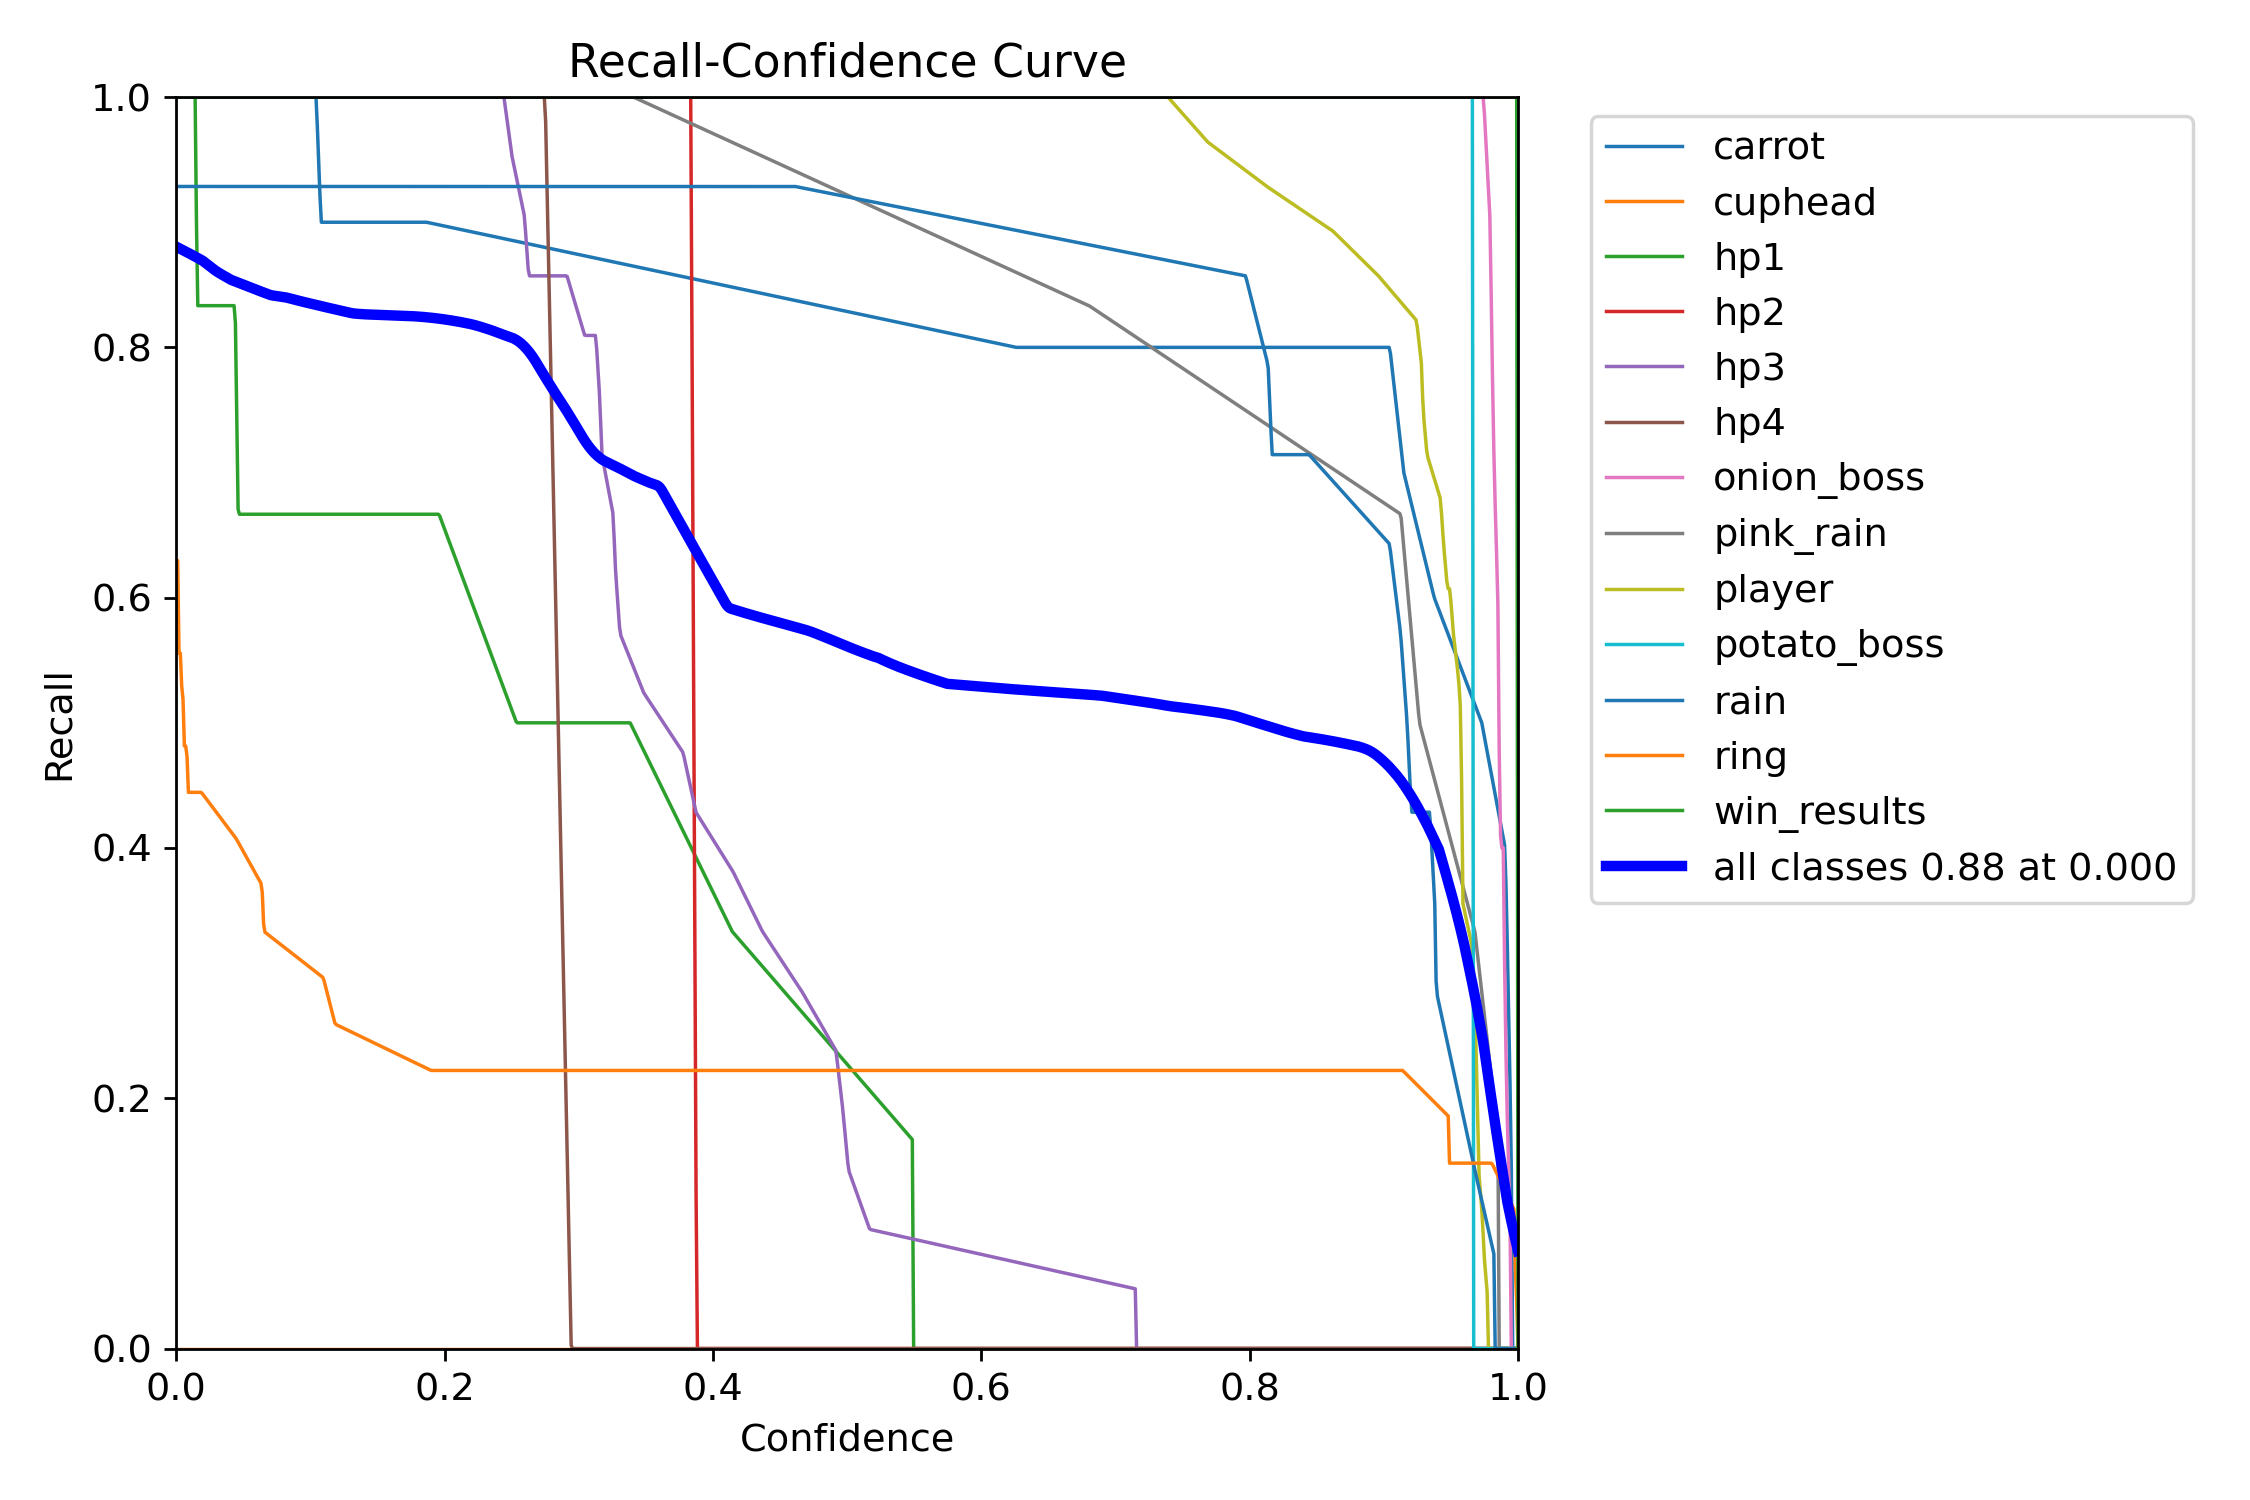 Recall-Confidence Curve
1.0
0.8
0.6
0.4
0.2
0.0
Recall
0.0 0.2 0.4 0.6 0.8 1.0
Confidence
carrot
cuphead
hp1
hp2
hp3
hp4
onion_boss
pink_rain
player
potato_boss
rain
ring
win_results
all classes 0.88 at 0.000